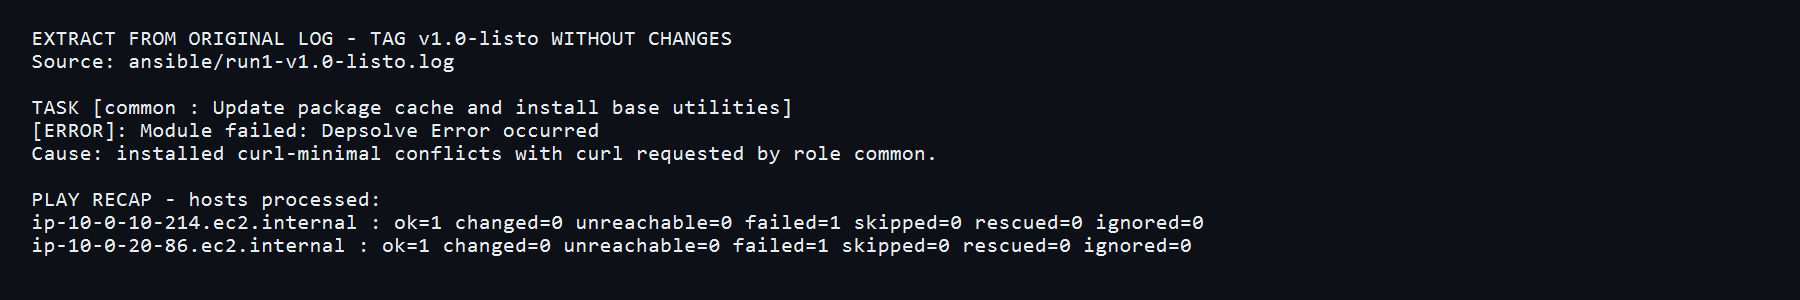 EXTRACT FROM ORIGINAL LOG - TAG v1.0-listo WITHOUT CHANGES
Source: ansible/run1-v1.0-listo.log
TASK [common : Update package cache and install base utilities]
[ERROR]: Module failed: Depsolve Error occurred
Cause: installed curl-minimal conflicts with curl requested by role common.
PLAY RECAP - hosts processed:
ip-10-0-10-214.ec2.internal : ok=1 changed=0 unreachable=0 failed=1 skipped=0 rescued=0 ignored=0
ip-10-0-20-86.ec2.internal : ok=1 changed=0 unreachable=0 failed=1 skipped=0 rescued=0 ignored=0